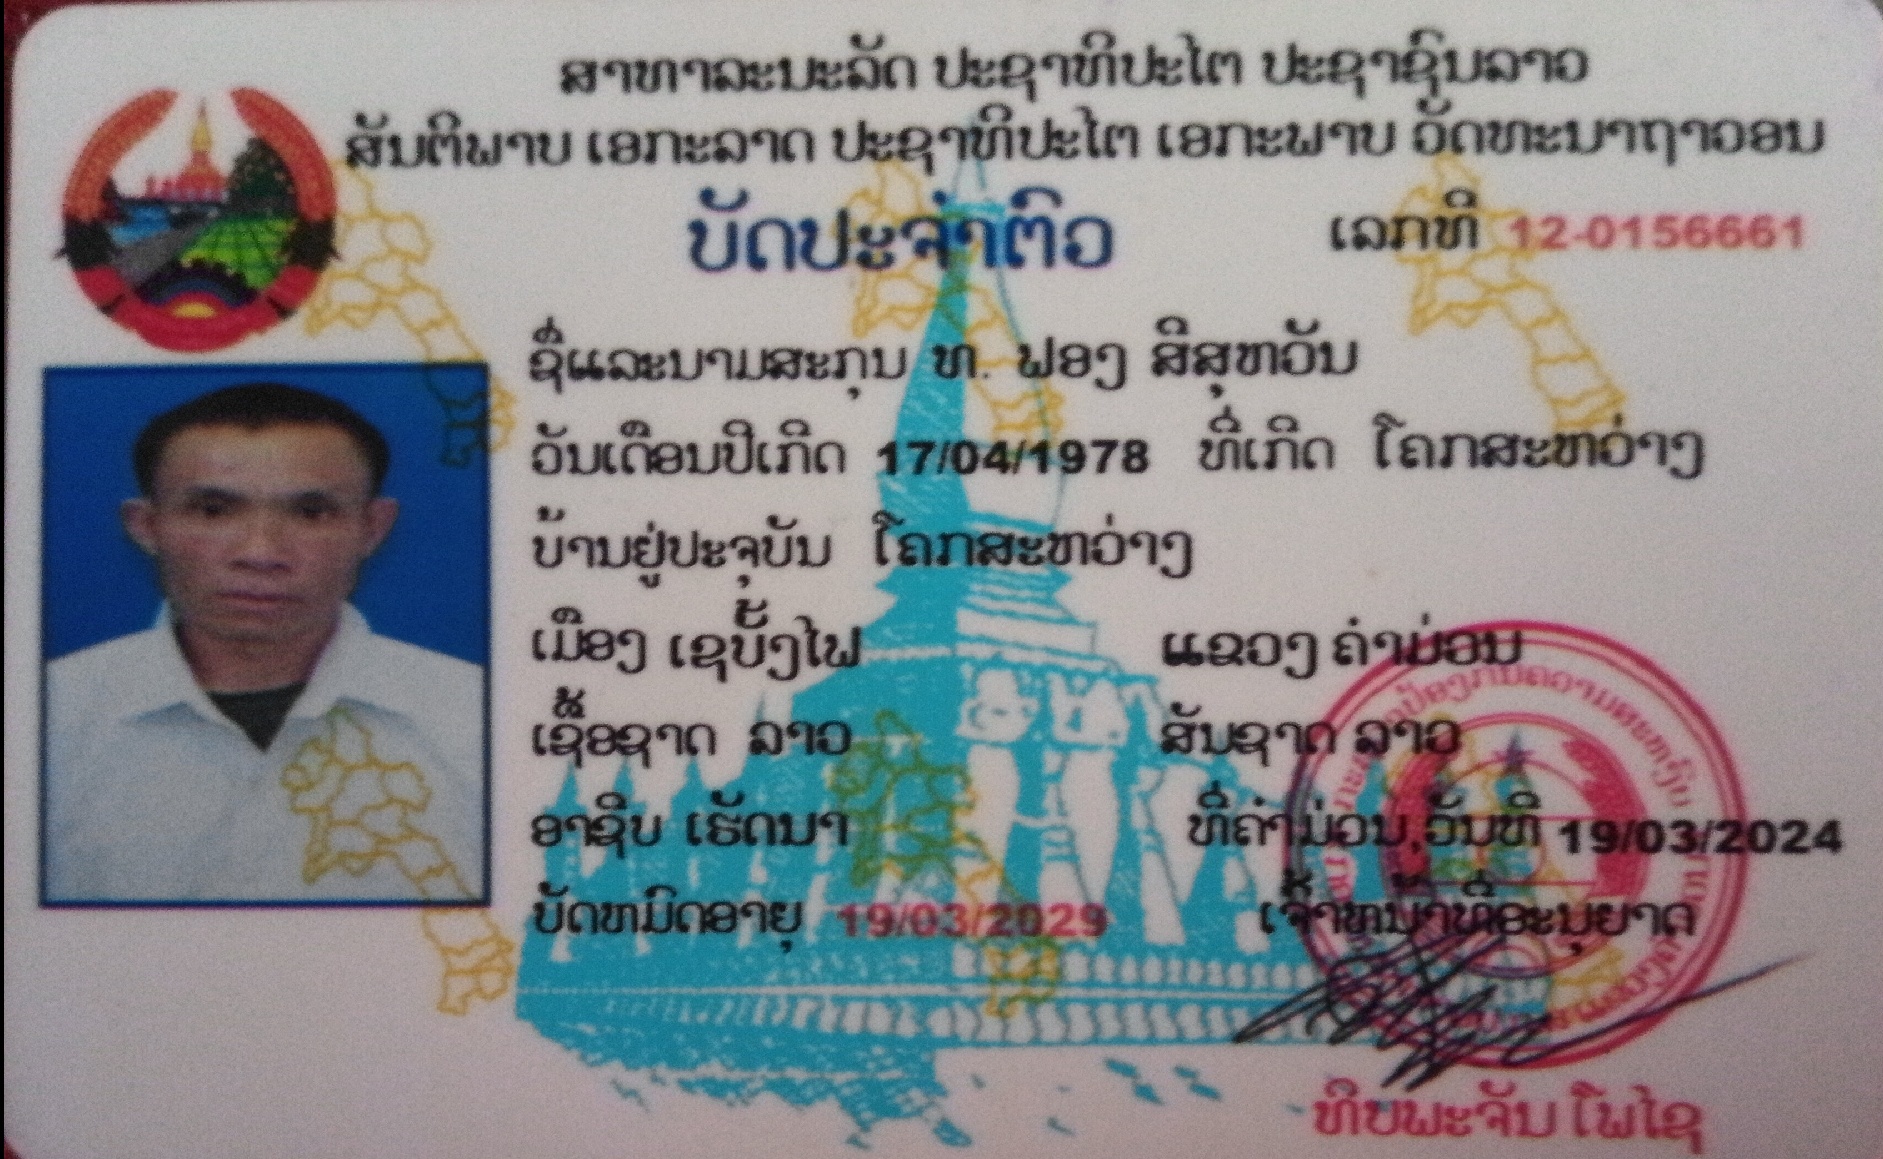 ສາທາລະນະລັດ ປະຊາທິປະໄຕ ປະຊາຊົນລາວ
ສັນຕິພາບ ເອກະລາດ ປະຊາທິປະໄຕ ເອກະພາບ ວັດທະນາຖາວອນ
ບັດປະຈຳຕົວ
ເລກທີ 12-0156661
ຊື່ແລະນາມສະກຸນ ທ. ຟອງ ສີສຸຫວັນ
ວັນເດືອນປີເກີດ 17/04/1978 ທີ່ເກີດ ໂຄກສະຫວ່າງ
ບ້ານຢູ່ປະຈຸບັນ ໂຄກສະຫວ່າງ
ເມືອງ ເຊບັ້ງໄຟ ແຂວງ ຄຳມ່ວນ
ເຊື້ອຊາດ ລາວ ສັນຊາດ ລາວ
ອາຊີບ ເຮັດນາ ທີ່ຄຳມ່ວນ,ວັນທີ 19/03/2024
ບັດຫມົດອາຍຸ 19/03/2029 ເຈົ້າຫນ້າທີ່ອະນຸຍາດ
ທິບພະຈັນ ໂພໄຊ